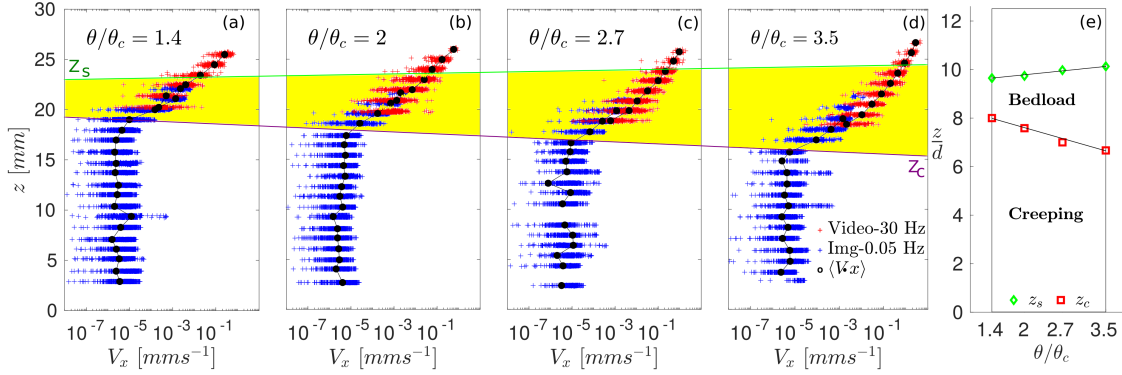 (a)
θ/θc = 1.4
Zs
30
25
20
15
10
5
0
z [mm]
10^-7 10^-5 10^-3 10^-1
Vx [mms^-1]
(b)
θ/θc = 2
10^-7 10^-5 10^-3 10^-1
Vx [mms^-1]
(c)
θ/θc = 2.7
10^-7 10^-5 10^-3 10^-1
Vx [mms^-1]
(d)
θ/θc = 3.5
Zc
Video-30 Hz
Img-0.05 Hz
⟨Vx⟩
10^-7 10^-5 10^-3 10^-1
Vx [mms^-1]
(e)
12
10
8
6
4
2
0
z/d
Bedload
Creeping
zs zc
1.4 2 2.7 3.5
θ/θc